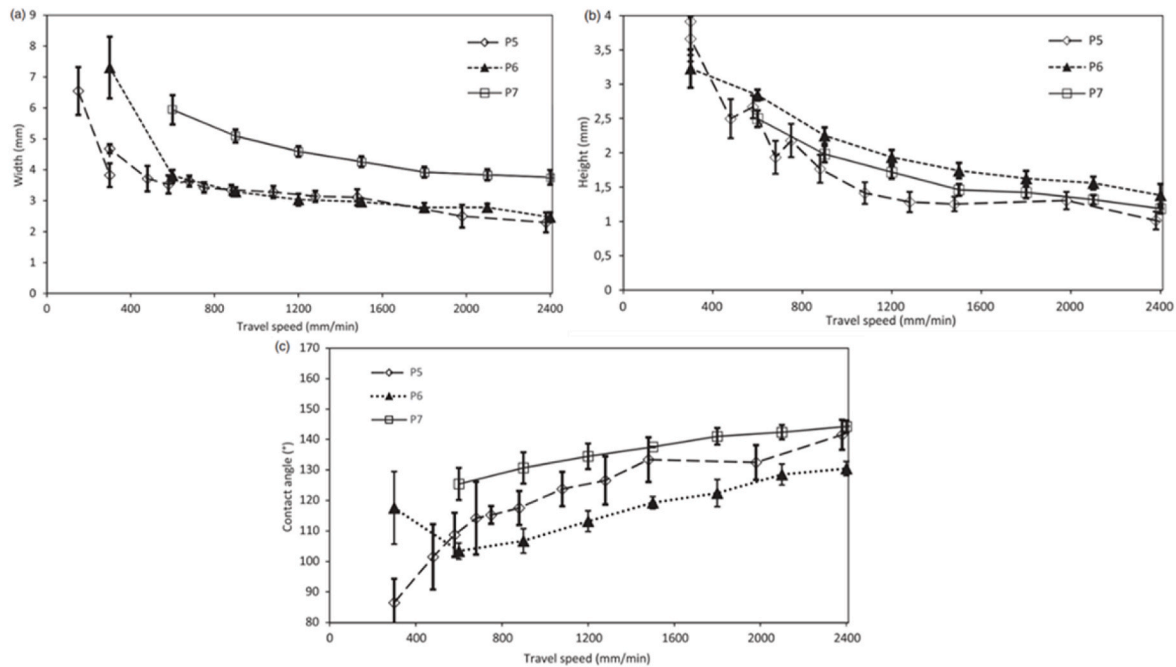 (a)
9
8
7
6
5
4
3
2
1
0
Width (mm)
P5
P6
P7
0 400 800 1200 1600 2000 2400
Travel speed (mm/min)
(b)
4
3,5
3
2,5
2
1,5
1
0,5
0
Height (mm)
P5
P6
P7
0 400 800 1200 1600 2000 2400
Travel speed (mm/min)
(c)
170
160
150
140
130
120
110
100
90
80
Contact angle (°)
P5
P6
P7
0 400 800 1200 1600 2000 2400
Travel speed (mm/min)